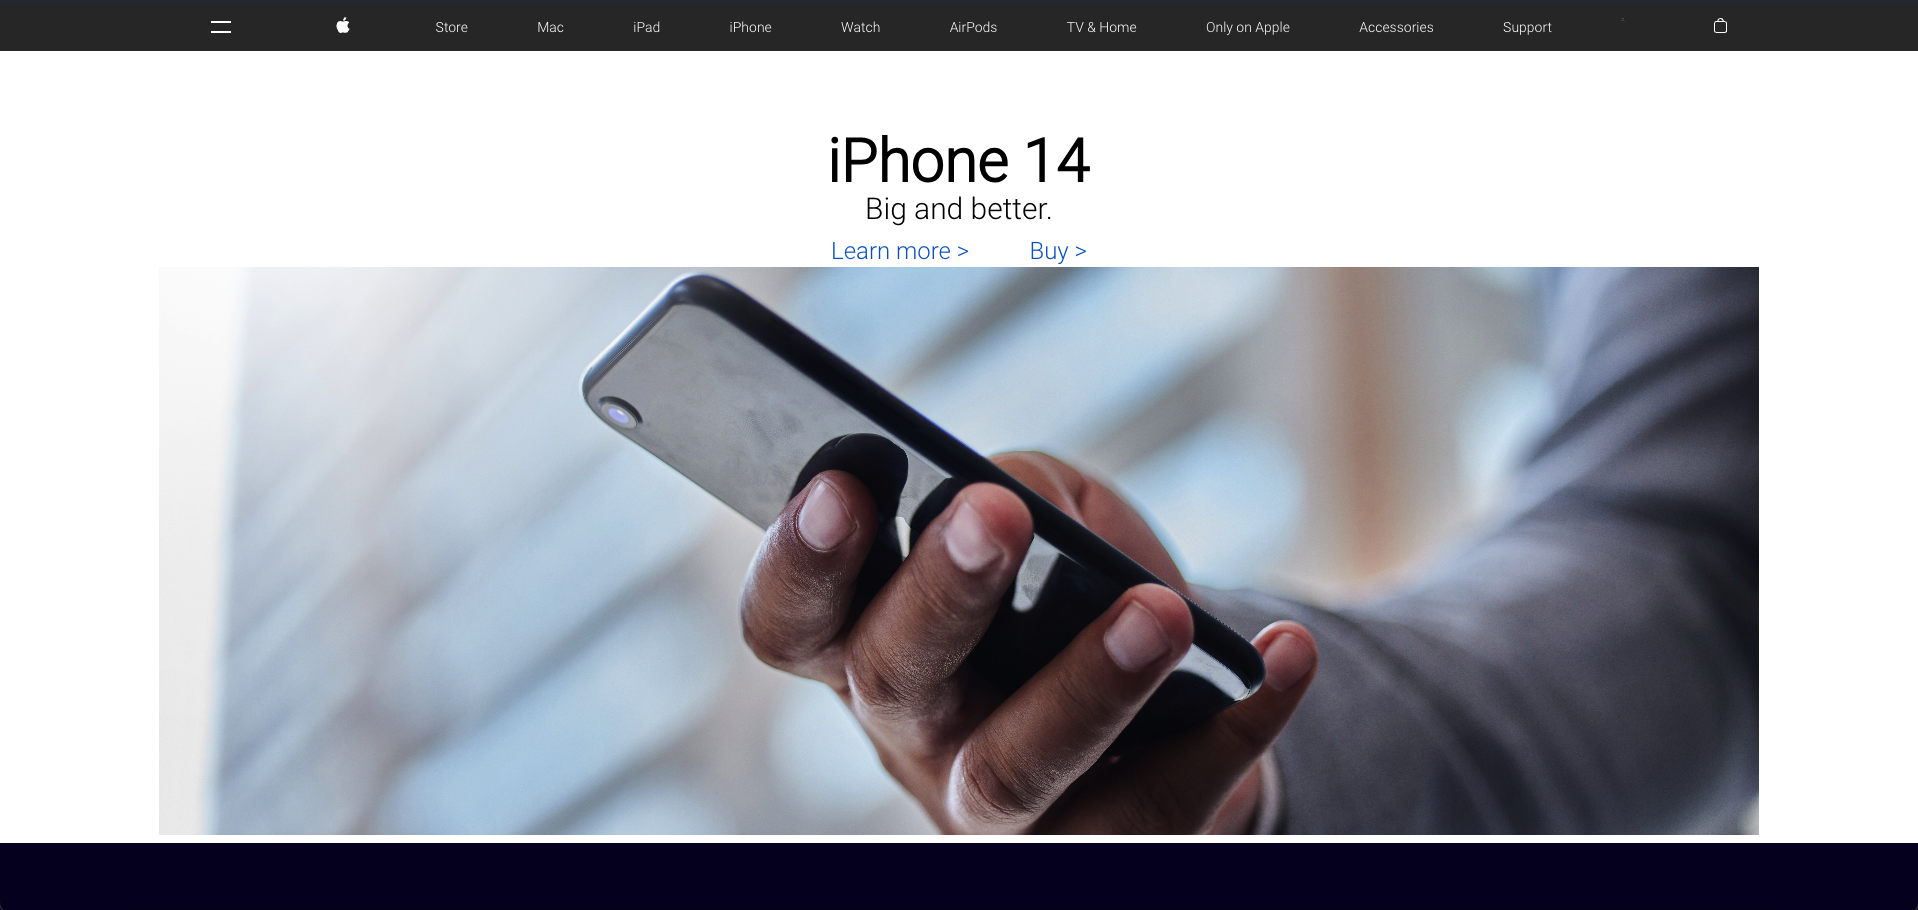 Store Mac iPad iPhone Watch AirPods TV & Home Only on Apple Accessories Support
iPhone 14
Big and better.
Learn more > Buy >